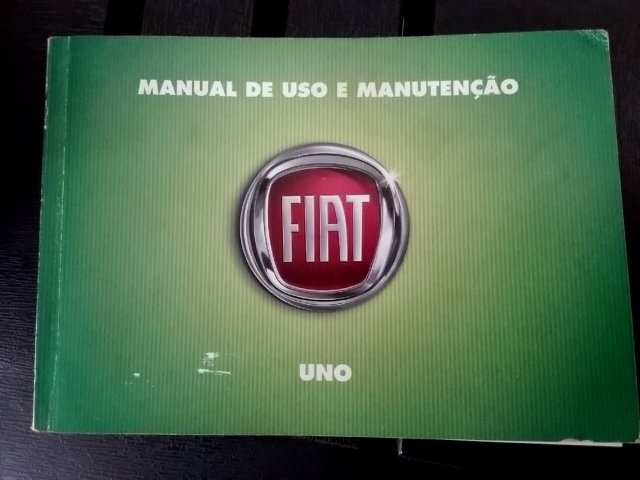 MANUAL DE USO E MANUTENÇÃO
FIAT
UNO